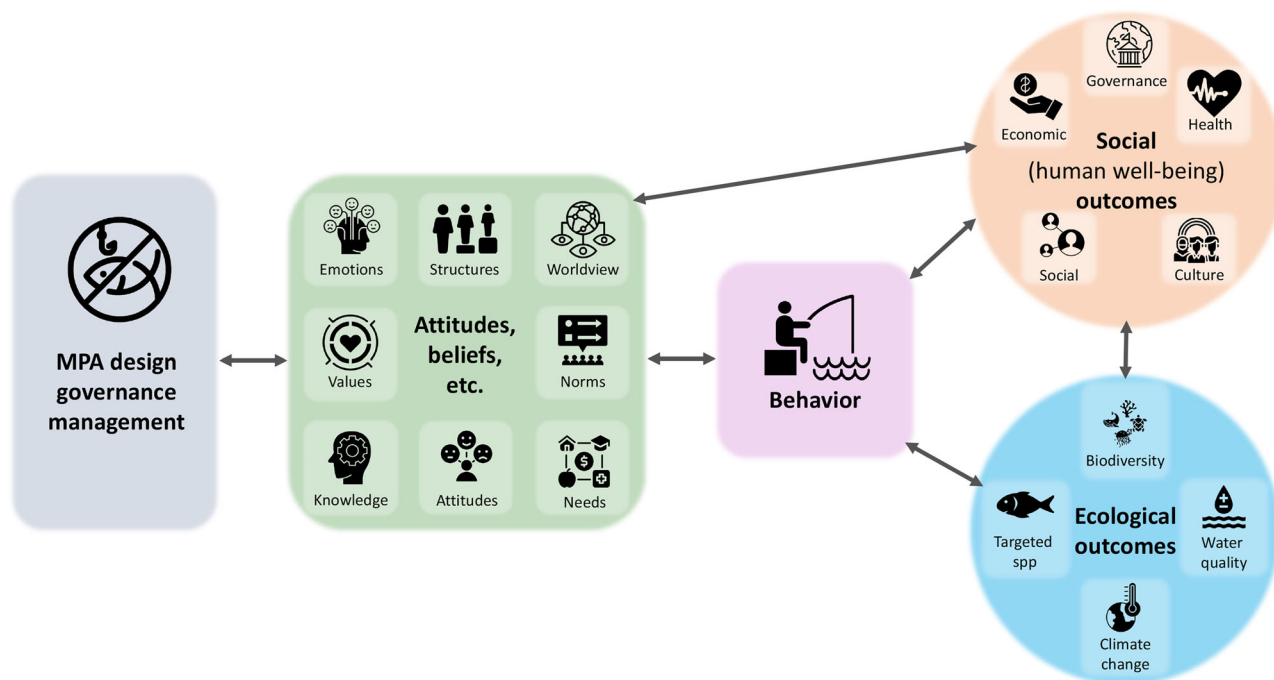 MPA design
governance
management
Emotions
Structures
Worldview
Values
Attitudes,
beliefs,
etc.
Norms
Knowledge
Attitudes
Needs
Behavior
Governance
Economic
Health
Social
(human well-being)
outcomes
Social
Culture
Biodiversity
Targeted
spp
Ecological
outcomes
Water
quality
Climate
change